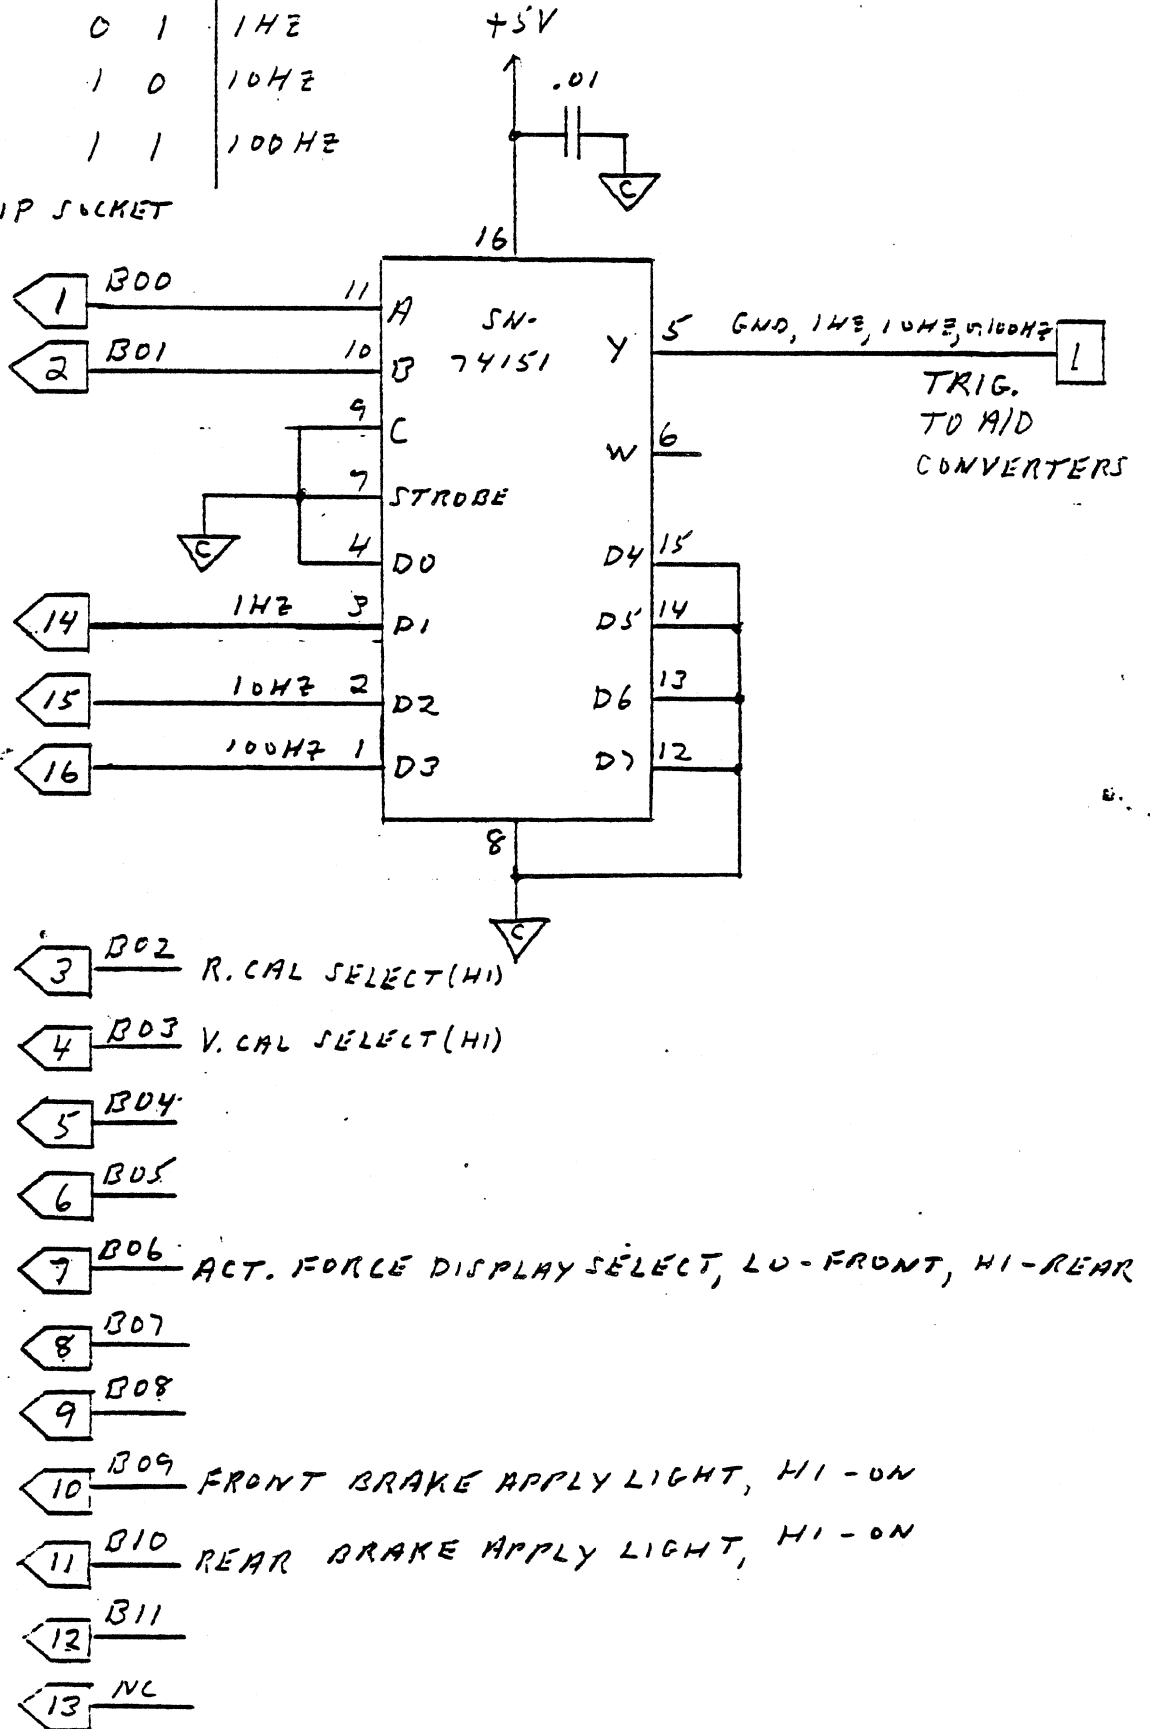 0 1 1HZ
+5V
1 0 10HZ
.01
1 1 100HZ
C
IP SOCKET
16
1 B00 11 A
SN-
74151
Y 5 GND, 1HZ, 10HZ, or 100HZ 1
2 B01 10 B
TRIG.
TO A/D
CONVERTERS
9 C
W 6
7 STROBE
C
4 D0
D4 15
14 1HZ 3 D1
D5 14
15 10HZ 2 D2
D6 13
16 100HZ 1 D3
D7 12
8
C
3 B02 R. CAL SELECT (HI)
4 B03 V. CAL SELECT (HI)
5 B04
6 B05
7 B06 ACT. FORCE DISPLAY SELECT, LO-FRONT, HI-REAR
8 B07
9 B08
10 B09 FRONT BRAKE APPLY LIGHT, HI-ON
11 B10 REAR BRAKE APPLY LIGHT, HI-ON
12 B11
13 NC